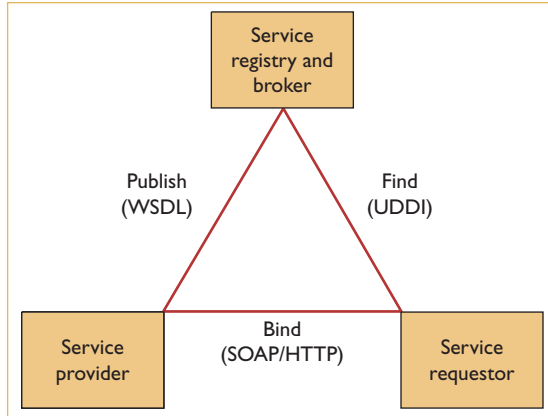 Service
registry and
broker
Publish
(WSDL)
Find
(UDDI)
Bind
(SOAP/HTTP)
Service
provider
Service
requestor